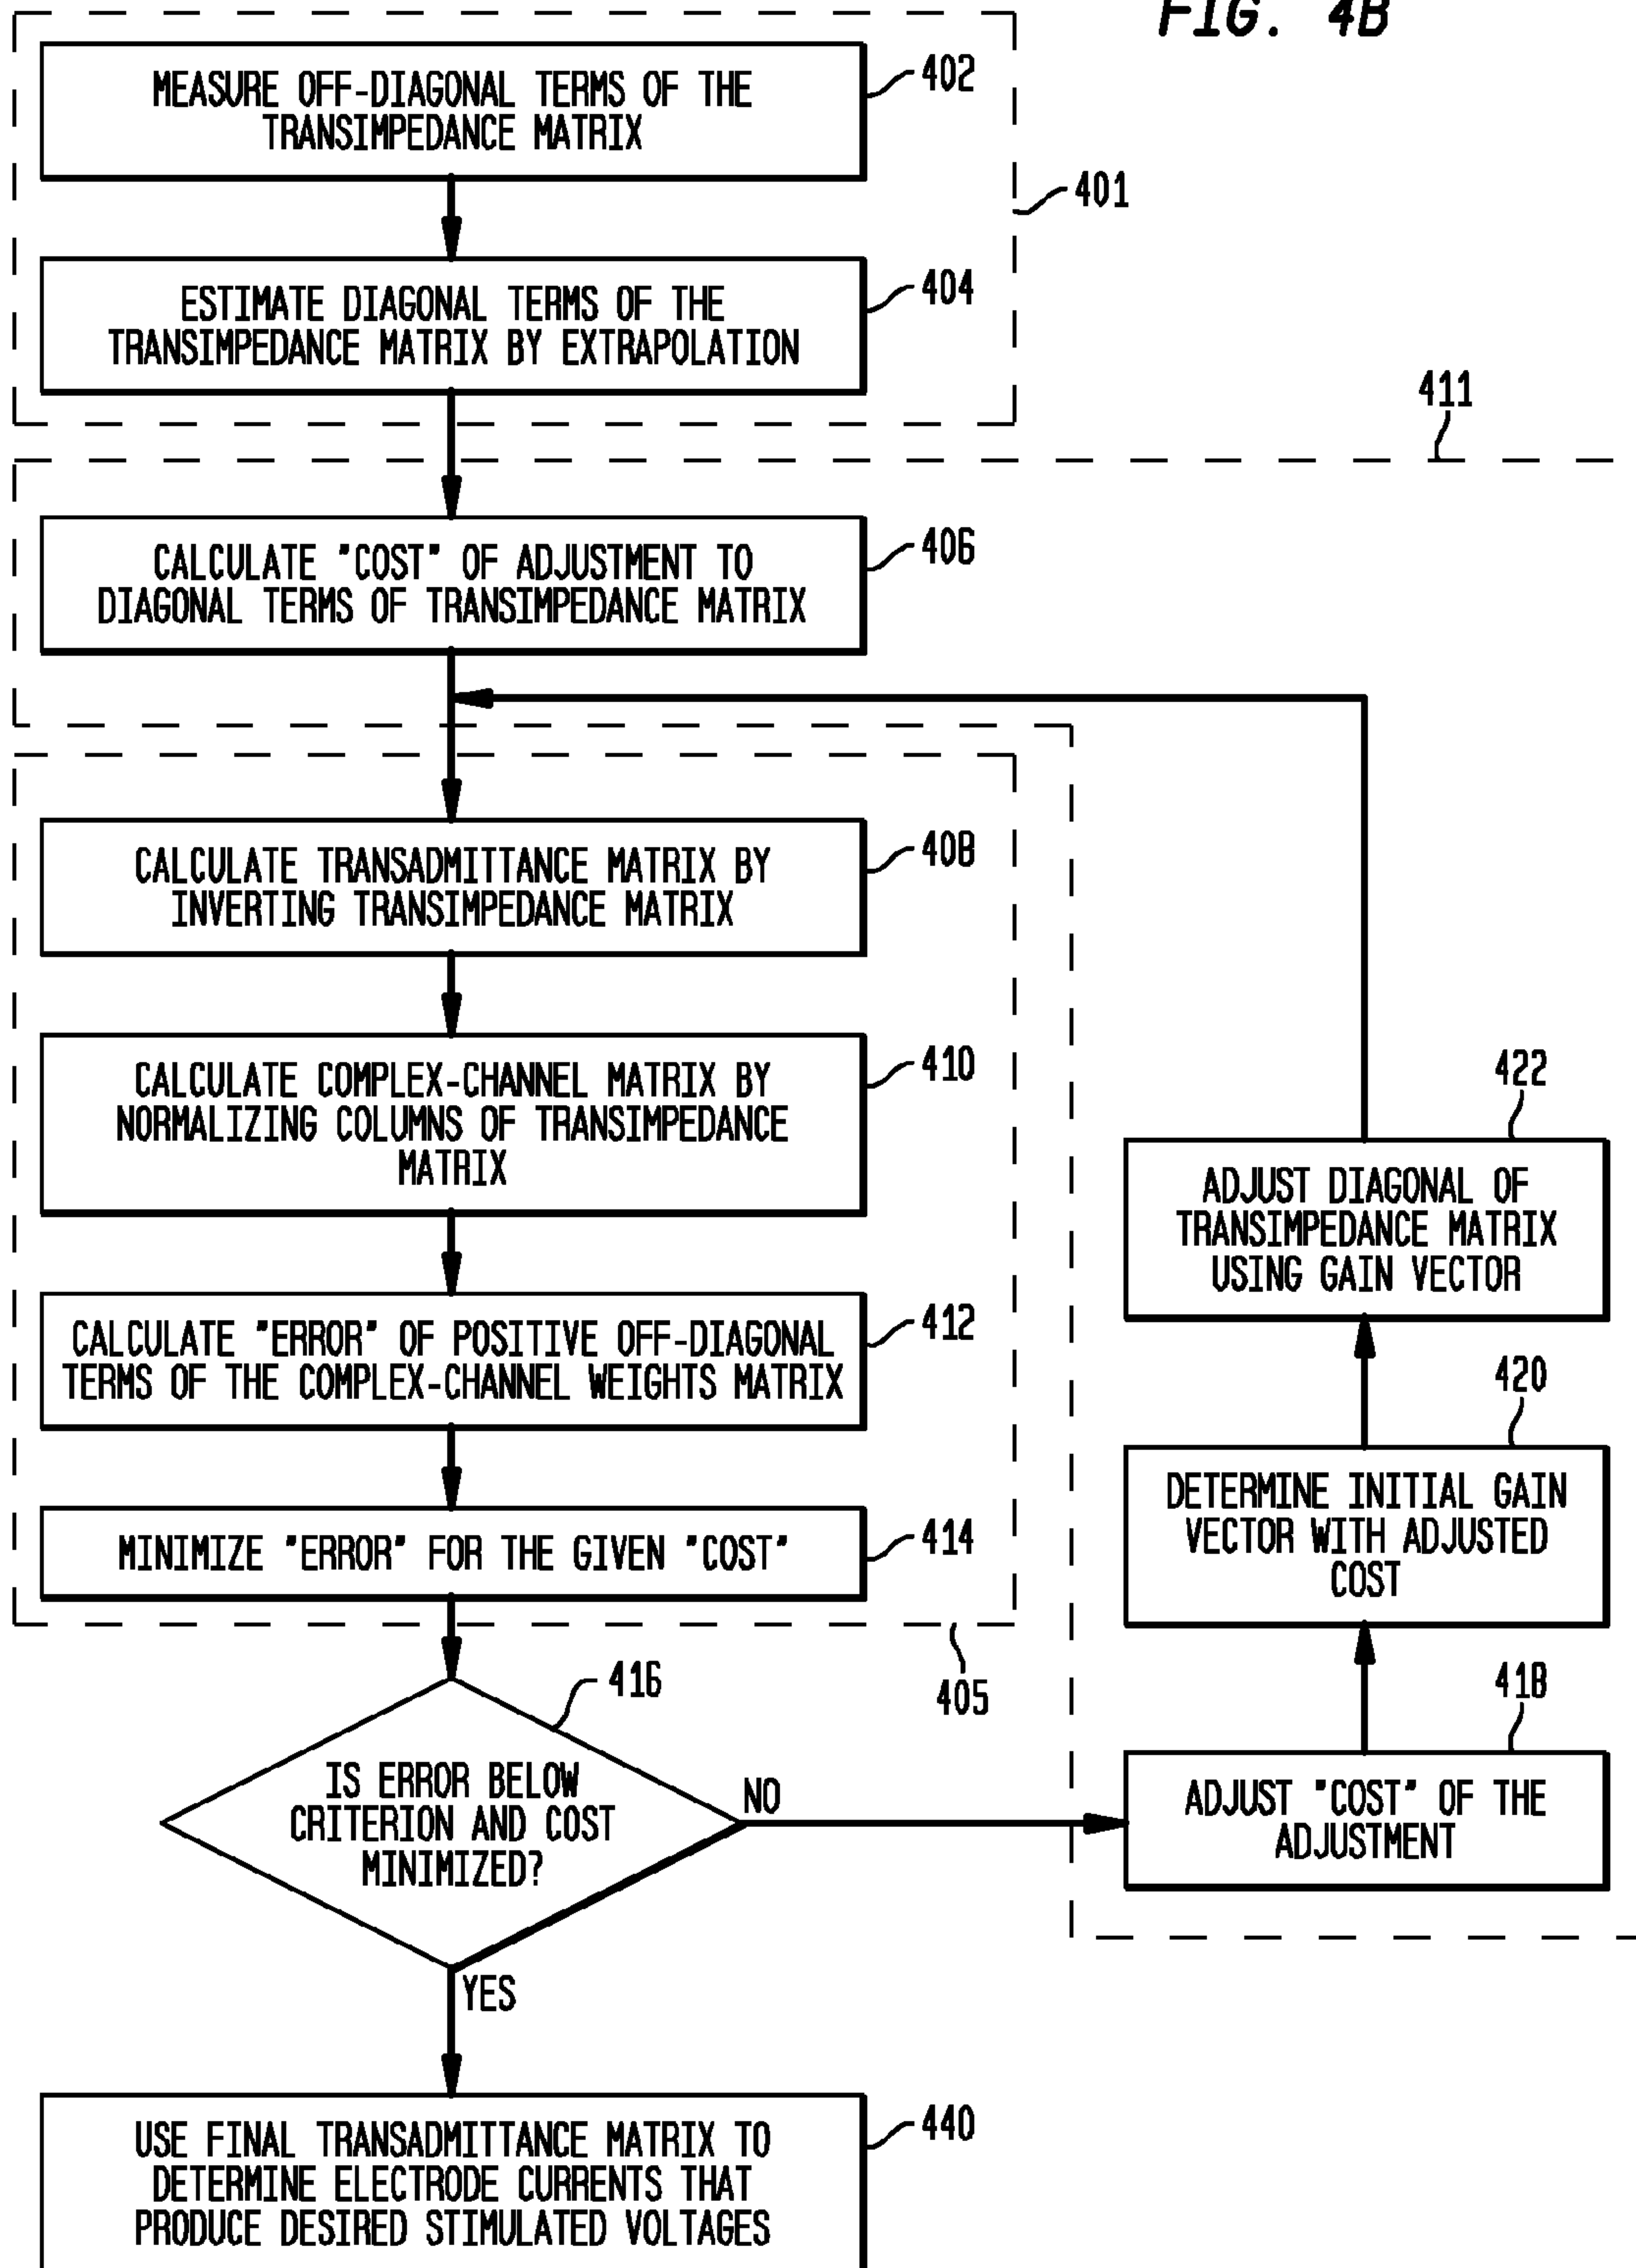 FIG. 4B
MEASURE OFF-DIAGONAL TERMS OF THE
TRANSIMPEDANCE MATRIX
402
401
ESTIMATE DIAGONAL TERMS OF THE
TRANSIMPEDANCE MATRIX BY EXTRAPOLATION
404
411
CALCULATE "COST" OF ADJUSTMENT TO
DIAGONAL TERMS OF TRANSIMPEDANCE MATRIX
406
CALCULATE TRANSADMITTANCE MATRIX BY
INVERTING TRANSIMPEDANCE MATRIX
408
CALCULATE COMPLEX-CHANNEL MATRIX BY
NORMALIZING COLUMNS OF TRANSIMPEDANCE
MATRIX
410
CALCULATE "ERROR" OF POSITIVE OFF-DIAGONAL
TERMS OF THE COMPLEX-CHANNEL WEIGHTS MATRIX
412
MINIMIZE "ERROR" FOR THE GIVEN "COST"
414
405
416
IS ERROR BELOW
CRITERION AND COST
MINIMIZED?
NO
YES
422
ADJUST DIAGONAL OF
TRANSIMPEDANCE MATRIX
USING GAIN VECTOR
420
DETERMINE INITIAL GAIN
VECTOR WITH ADJUSTED
COST
418
ADJUST "COST" OF THE
ADJUSTMENT
USE FINAL TRANSADMITTANCE MATRIX TO
DETERMINE ELECTRODE CURRENTS THAT
PRODUCE DESIRED STIMULATED VOLTAGES
440